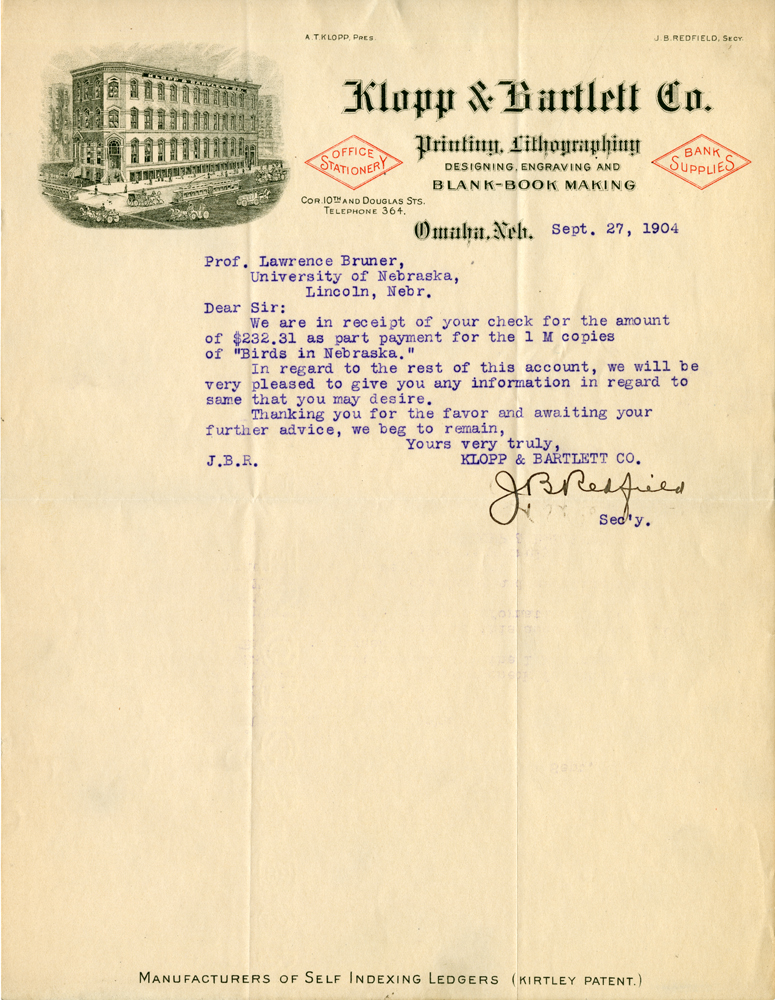 A. T. KLOPP, PRES.
J. B. REDFIELD, SECY.
Klopp & Bartlett Co.
Printing, Lithographing
DESIGNING, ENGRAVING AND
BLANK-BOOK MAKING
OFFICE
STATIONERY
BANK
SUPPLIES
COR. 10TH AND DOUGLAS STS.
TELEPHONE 364.
Omaha, Neb. Sept. 27, 1904
Prof. Lawrence Bruner,
University of Nebraska,
Lincoln, Nebr.
Dear Sir:
We are in receipt of your check for the amount
of $232.31 as part payment for the 1 M copies
of "Birds in Nebraska."
In regard to the rest of this account, we will be
very pleased to give you any information in regard to
same that you may desire.
Thanking you for the favor and awaiting your
further advice, we beg to remain,
Yours very truly,
J.B.R. KLOPP & BARTLETT CO.
J. B. Redfield
Sec'y.
MANUFACTURERS OF SELF INDEXING LEDGERS (KIRTLEY PATENT.)